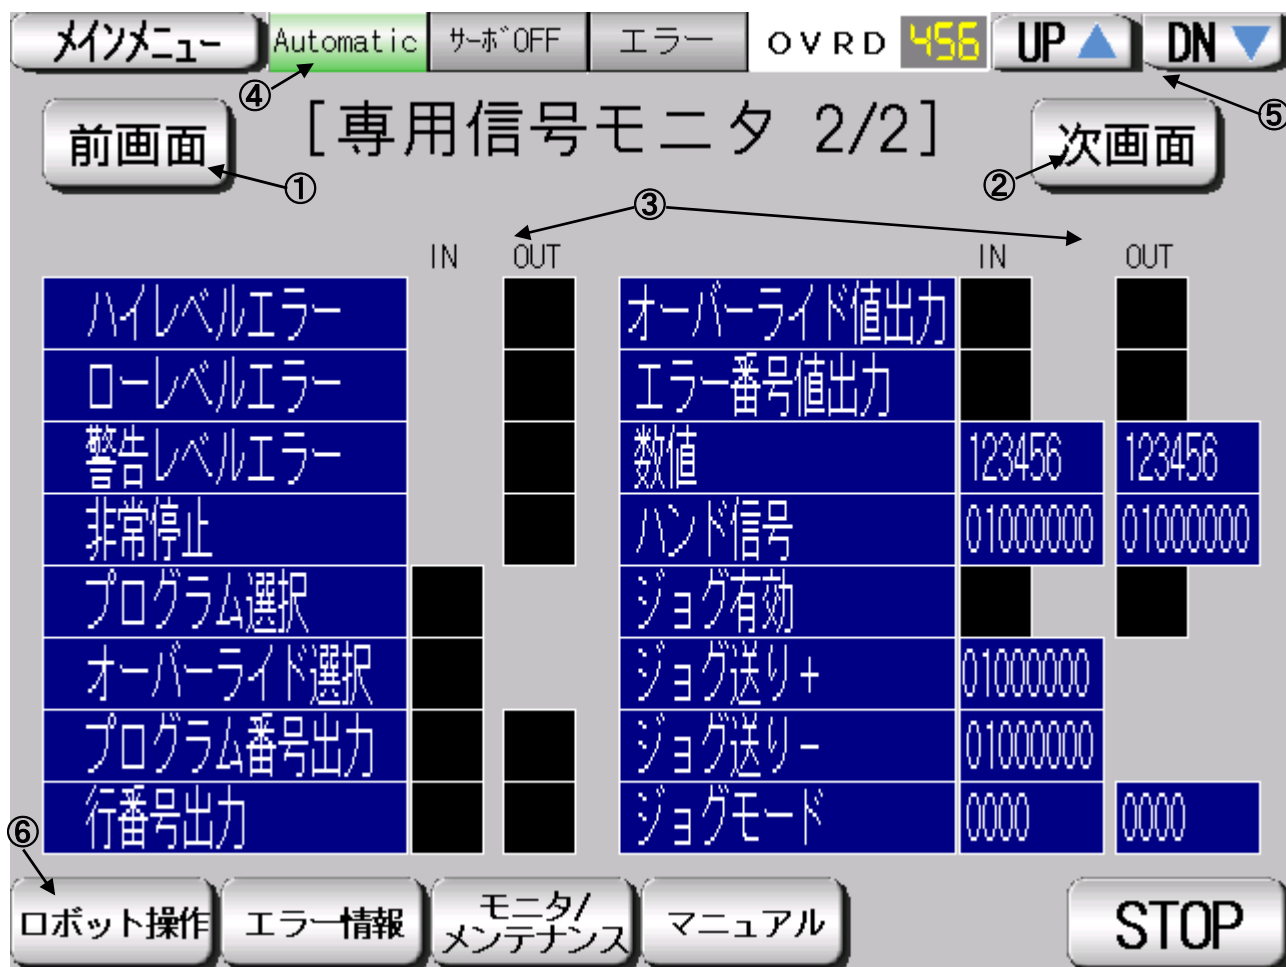 メインメニュー Automatic サーボOFF エラー OVRD 456 UP DN
④ ⑤
前画面 [専用信号モニタ 2/2] 次画面
① ② ③
IN OUT IN OUT
ハイレベルエラー オーバーライド値出力
ローレベルエラー エラー番号値出力
警告レベルエラー 数値 123456 123456
非常停止 ハンド信号 01000000 01000000
プログラム選択 ジョグ有効
オーバーライド選択 ジョグ送り+ 01000000
プログラム番号出力 ジョグ送り- 01000000
行番号出力 ジョグモード 0000 0000
⑥
ロボット操作 エラー情報 モニタ/ マニュアル STOP
メンテナンス